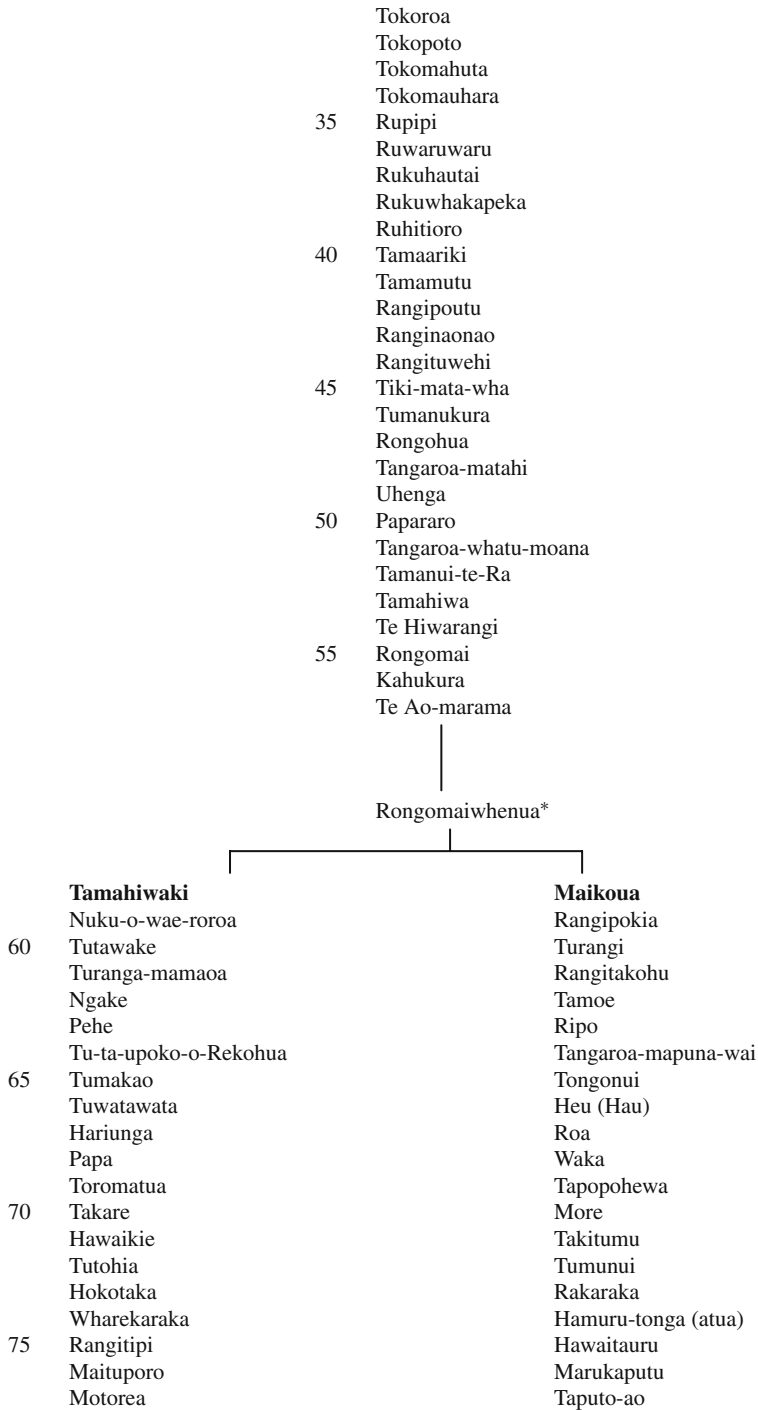 Tokoroa
Tokopoto
Tokomahuta
Tokomauhara
35 Rupipi
Ruwaruwaru
Rukuhautai
Rukuwhakapeka
Ruhitioro
40 Tamaariki
Tamamutu
Rangipoutu
Ranginaonao
Rangituwehi
45 Tiki-mata-wha
Tumanukura
Rongohua
Tangaroa-matahi
Uhenga
50 Papararo
Tangaroa-whatu-moana
Tamanui-te-Ra
Tamahiwa
Te Hiwarangi
55 Rongomai
Kahukura
Te Ao-marama
Rongomaiwhenua*
Tamahiwaki Maikoua
Nuku-o-wae-roroa Rangipokia
60 Tutawake Turangi
Turanga-mamaoa Rangitakohu
Ngake Tamoe
Pehe Ripo
Tu-ta-upoko-o-Rekohua Tangaroa-mapuna-wai
65 Tumakao Tongonui
Tuwatawata Heu (Hau)
Hariunga Roa
Papa Waka
Toromatua Tapopohewa
70 Takare More
Hawaikie Takitumu
Tutohia Tumunui
Hokotaka Rakaraka
Wharekaraka Hamuru-tonga (atua)
75 Rangitipi Hawaitauru
Maituporo Marukaputu
Motorea Taputo-ao